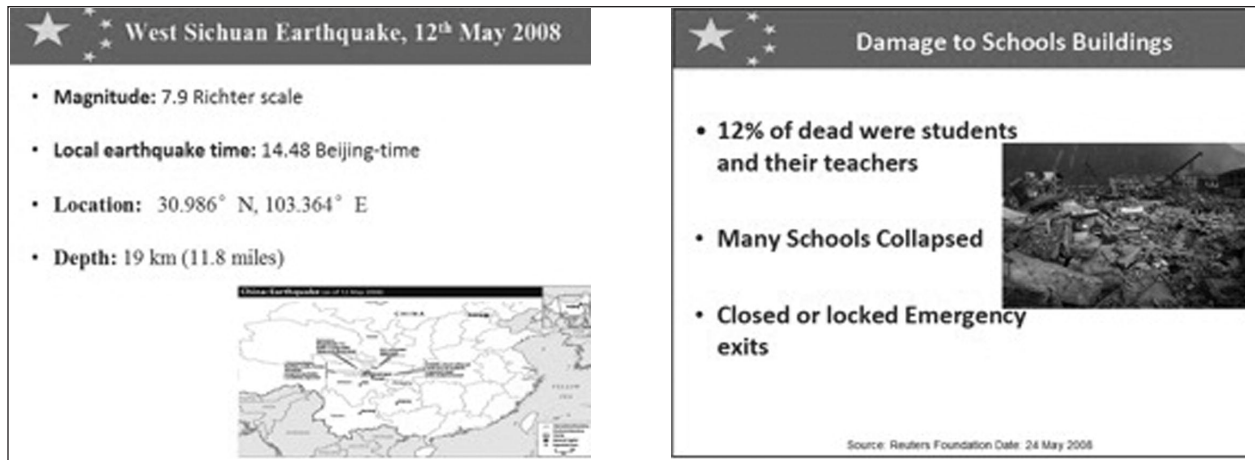 West Sichuan Earthquake, 12th May 2008
• Magnitude: 7.9 Richter scale
• Local earthquake time: 14.48 Beijing-time
• Location: 30.986° N, 103.364° E
• Depth: 19 km (11.8 miles)
China: Earthquake
CHINA
YELLOW
SEA
Damage to Schools Buildings
• 12% of dead were students
and their teachers
• Many Schools Collapsed
• Closed or locked Emergency
exits
Source: Reuters Foundation Date: 24 May 2008